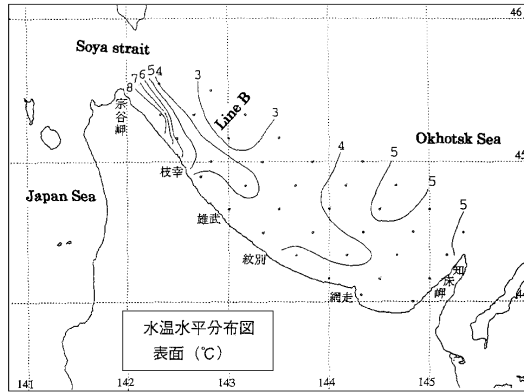 46
Soya strait
8 7 6 5 4
3
3
Line B
宗谷岬
Okhotsk Sea
4
5
5
5
45
Japan Sea
枝幸
雄武
紋別
網走
知床岬
44
水温水平分布図
表面(℃)
141 142 143 144 145